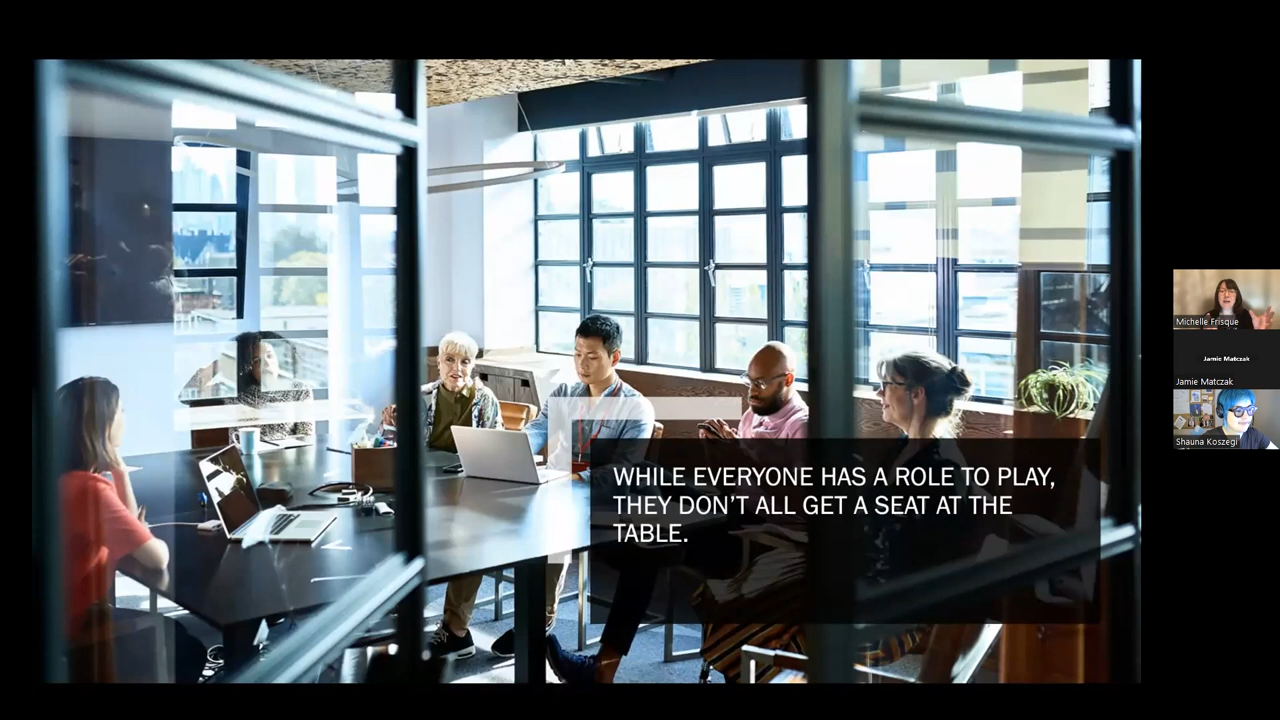 WHILE EVERYONE HAS A ROLE TO PLAY,
THEY DON'T ALL GET A SEAT AT THE
TABLE.
Michelle Frisque
Jamie Matczak
Jamie Matczak
Shauna Koszegi